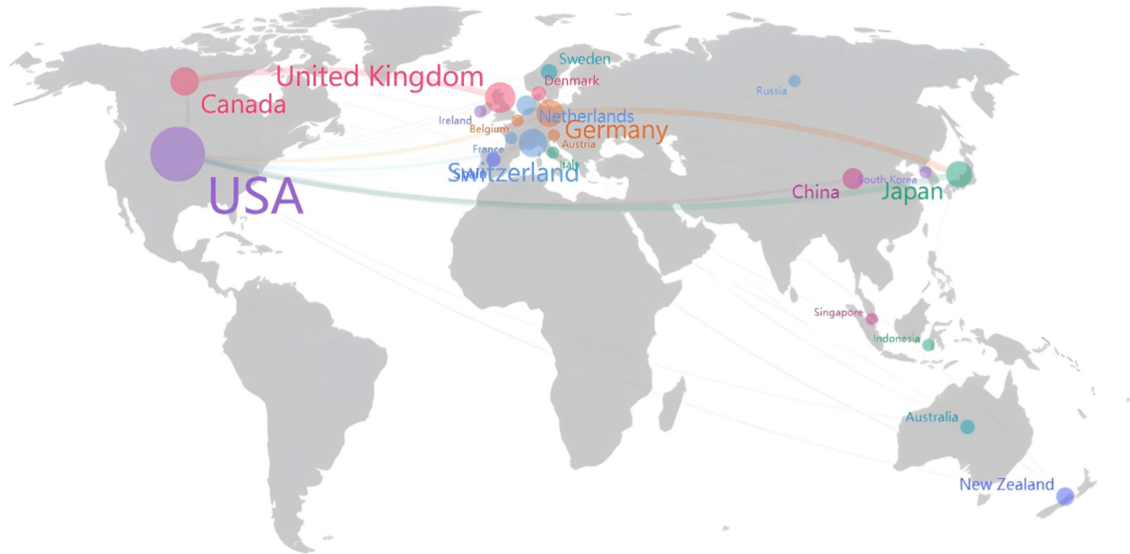 Sweden
United Kingdom
Denmark
Canada
Russia
Ireland
Netherlands
Belgium
Germany
France
Austria
Italy
Switzerland
Spain
USA
South Korea
China
Japan
Singapore
Indonesia
Australia
New Zealand